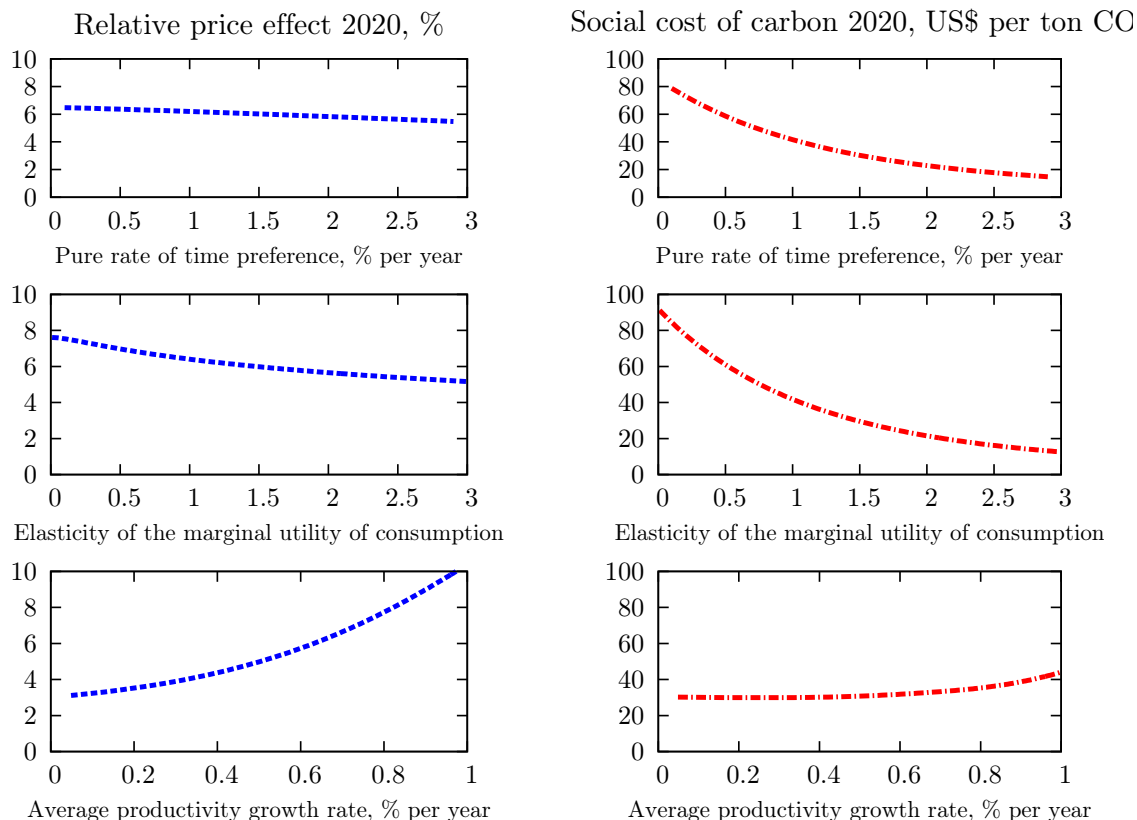 Relative price effect 2020, %
Social cost of carbon 2020, US$ per ton CO
10
8
6
4
2
0
0 0.5 1 1.5 2 2.5 3
Pure rate of time preference, % per year
100
80
60
40
20
0
0 0.5 1 1.5 2 2.5 3
Pure rate of time preference, % per year
10
8
6
4
2
0
0 0.5 1 1.5 2 2.5 3
Elasticity of the marginal utility of consumption
100
80
60
40
20
0
0 0.5 1 1.5 2 2.5 3
Elasticity of the marginal utility of consumption
10
8
6
4
2
0
0 0.2 0.4 0.6 0.8 1
Average productivity growth rate, % per year
100
80
60
40
20
0
0 0.2 0.4 0.6 0.8 1
Average productivity growth rate, % per year